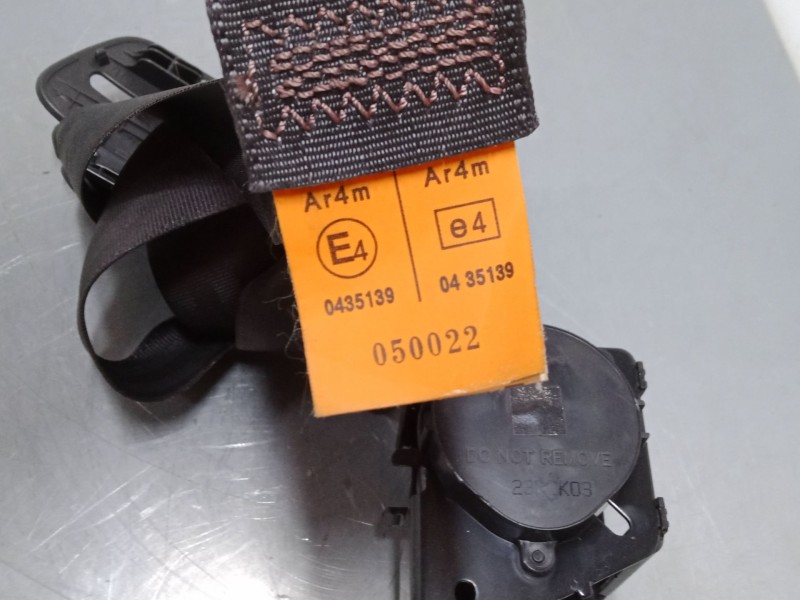 Ar4m Ar4m
E4 e4
0435139 04 35139
050022
DO NOT REMOVE